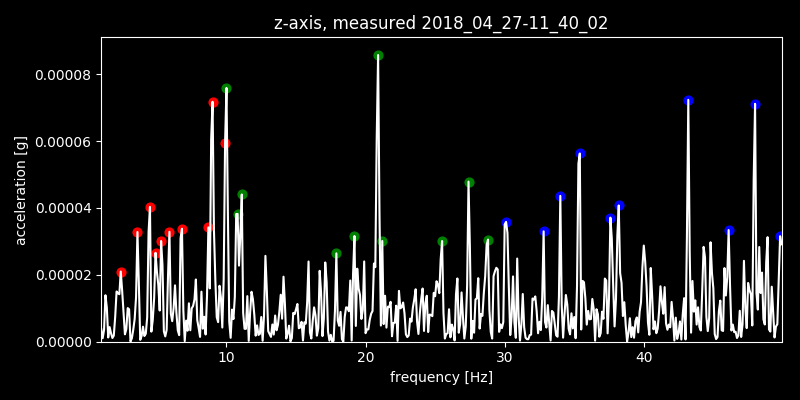 z-axis, measured 2018_04_27-11_40_02
0.00008
0.00006
0.00004
0.00002
0.00000
acceleration [g]
10 20 30 40
frequency [Hz]